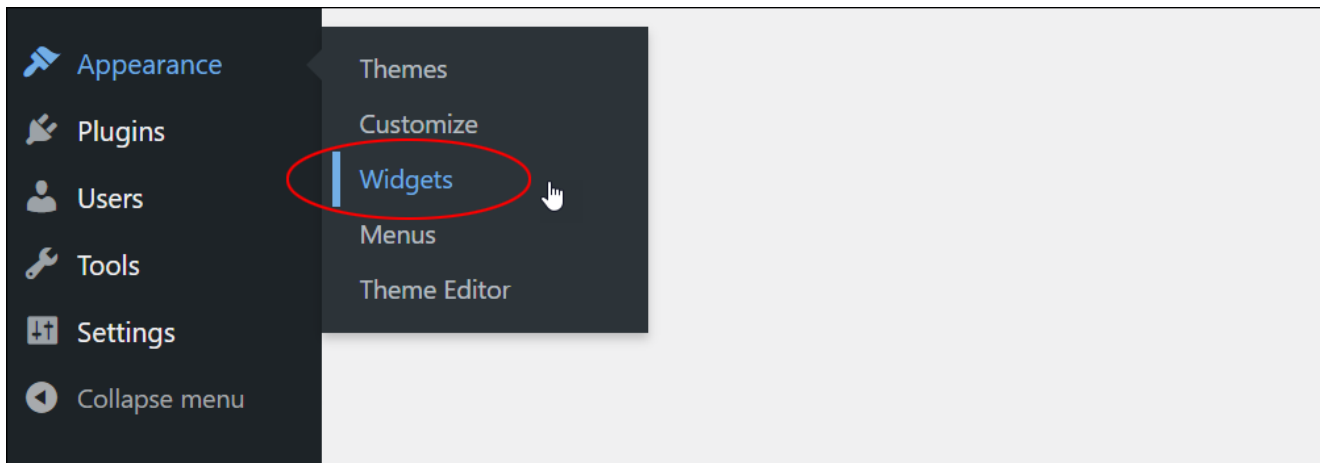 Appearance
Plugins
Users
Tools
Settings
Collapse menu
Themes
Customize
Widgets
Menus
Theme Editor